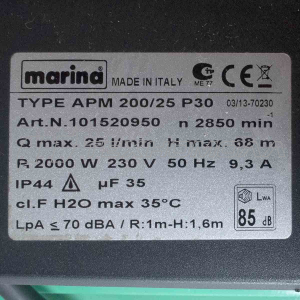 marina MADE IN ITALY CE
TYPE APM 200/25 P30 03/13-70230
Art.N.101520950 n 2850 min⁻¹
Q max. 25 l/min H max. 68 m
P₁ 2000 W 230 V 50 Hz 9,3 A
IP44 µF 35
cl.F H2O max 35°C
LpA ≤ 70 dBA / R:1m-H:1,6m
LWA
85 dB